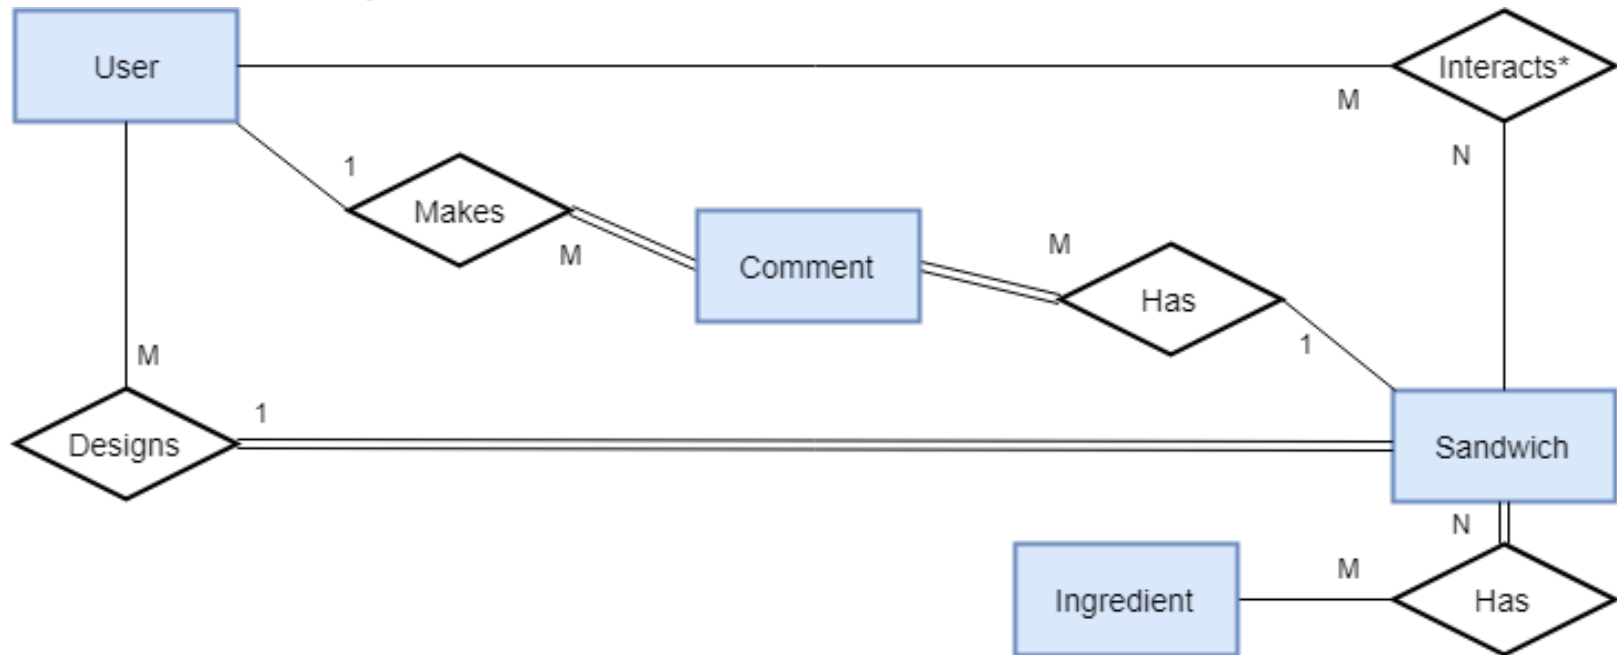 User
Interacts*
M
N
1
Makes
M
Comment
M
Has
1
M
1
Designs
Sandwich
N
M
Ingredient
Has